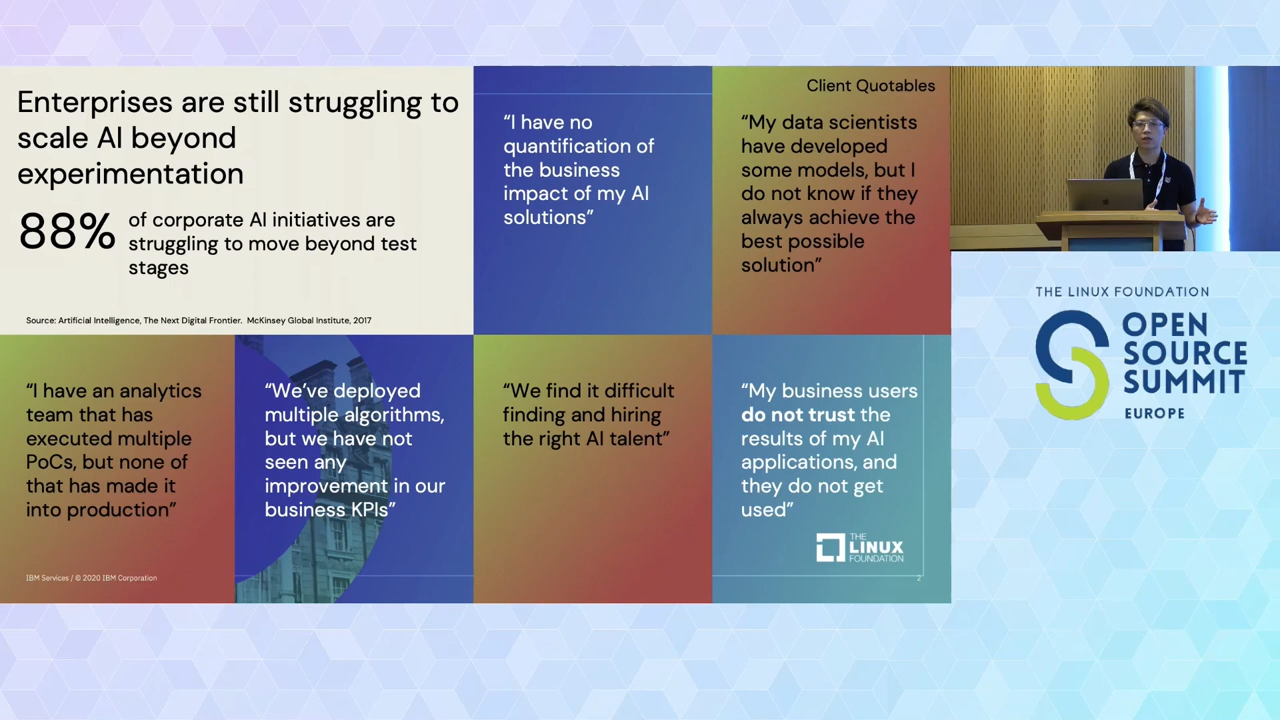 Enterprises are still struggling to
scale AI beyond
experimentation
88%
of corporate AI initiatives are
struggling to move beyond test
stages
Source: Artificial Intelligence, The Next Digital Frontier. McKinsey Global Institute, 2017
“I have no
quantification of
the business
impact of my AI
solutions”
Client Quotables
“My data scientists
have developed
some models, but I
do not know if they
always achieve the
best possible
solution”
“I have an analytics
team that has
executed multiple
PoCs, but none of
that has made it
into production”
IBM Services / © 2020 IBM Corporation
“We’ve deployed
multiple algorithms,
but we have not
seen any
improvement in our
business KPIs”
“We find it difficult
finding and hiring
the right AI talent”
“My business users
do not trust the
results of my AI
applications, and
they do not get
used”
THE
LINUX
FOUNDATION
2
THE LINUX FOUNDATION
OPEN
SOURCE
SUMMIT
EUROPE